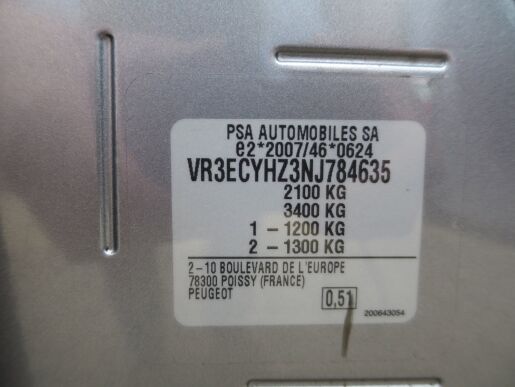 PSA AUTOMOBILES SA
e2*2007/46*0624
VR3ECYHZ3NJ784635
2100 KG
3400 KG
1 - 1200 KG
2 - 1300 KG
2-10 BOULEVARD DE L'EUROPE
78300 POISSY (FRANCE)
PEUGEOT
0,51
200643054